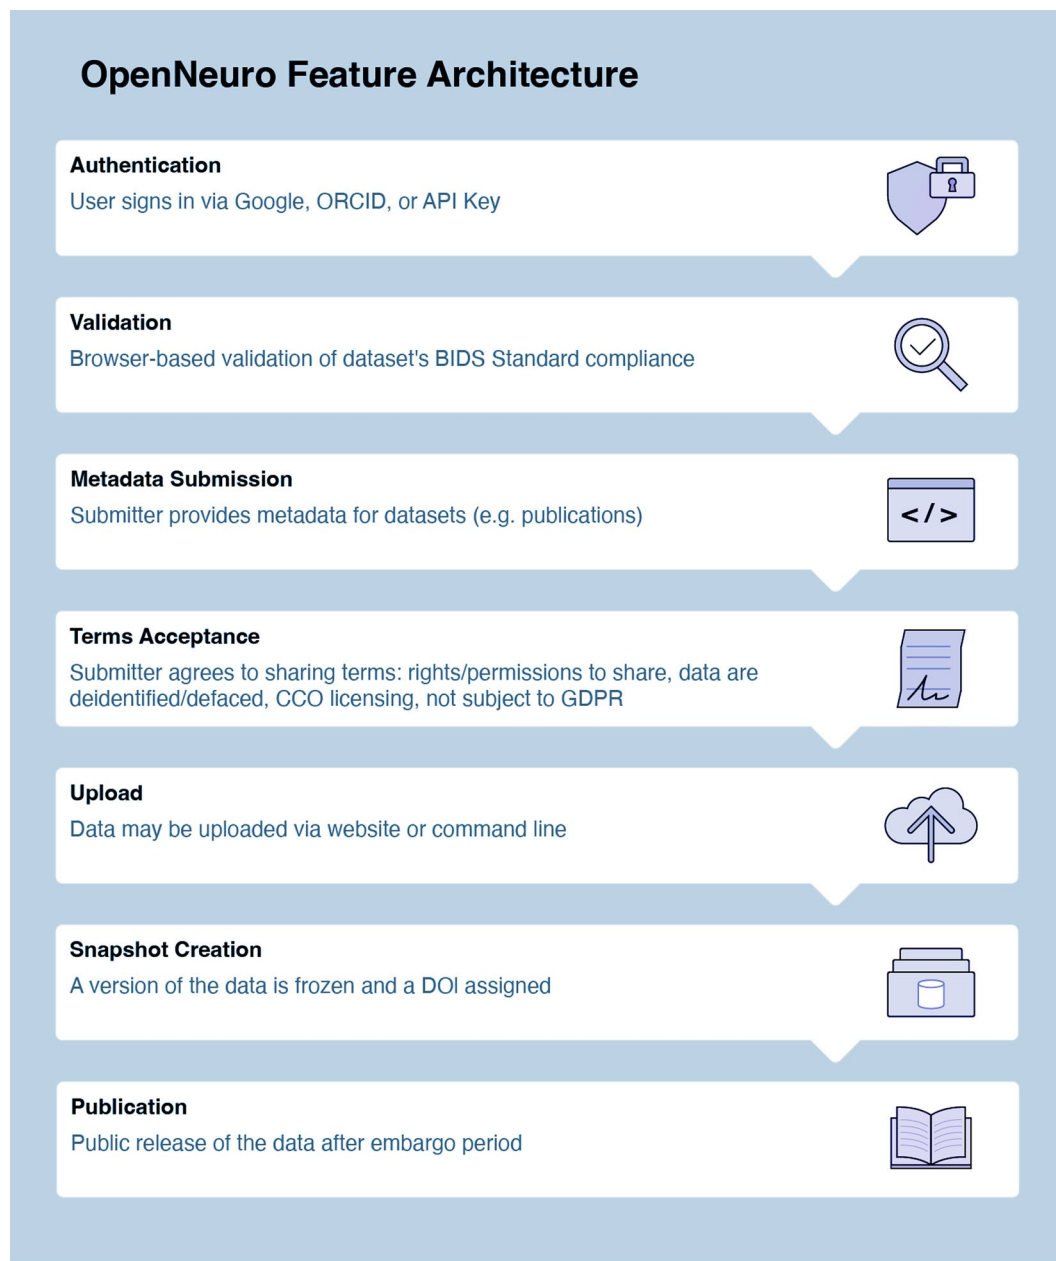 OpenNeuro Feature Architecture
Authentication
User signs in via Google, ORCID, or API Key
Validation
Browser-based validation of dataset's BIDS Standard compliance
Metadata Submission
Submitter provides metadata for datasets (e.g. publications)
</>
Terms Acceptance
Submitter agrees to sharing terms: rights/permissions to share, data are
deidentified/defaced, CCO licensing, not subject to GDPR
Upload
Data may be uploaded via website or command line
Snapshot Creation
A version of the data is frozen and a DOI assigned
Publication
Public release of the data after embargo period